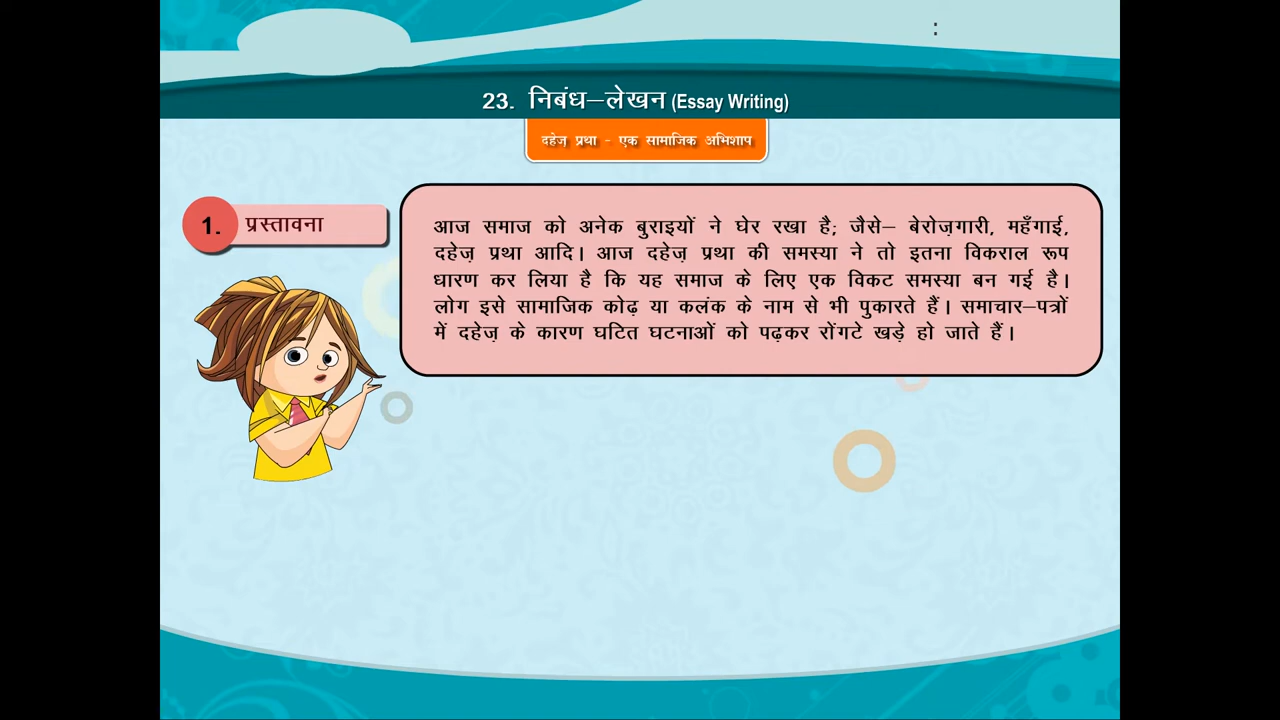 :
23. निबंध–लेखन (Essay Writing)
दहेज़ प्रथा - एक सामाजिक अभिशाप
1. प्रस्तावना
आज समाज को अनेक बुराइयों ने घेर रखा है; जैसे– बेरोज़गारी, महँगाई,
दहेज़ प्रथा आदि। आज दहेज़ प्रथा की समस्या ने तो इतना विकराल रूप
धारण कर लिया है कि यह समाज के लिए एक विकट समस्या बन गई है।
लोग इसे सामाजिक कोढ़ या कलंक के नाम से भी पुकारते हैं। समाचार–पत्रों
में दहेज़ के कारण घटित घटनाओं को पढ़कर रोंगटे खड़े हो जाते हैं।